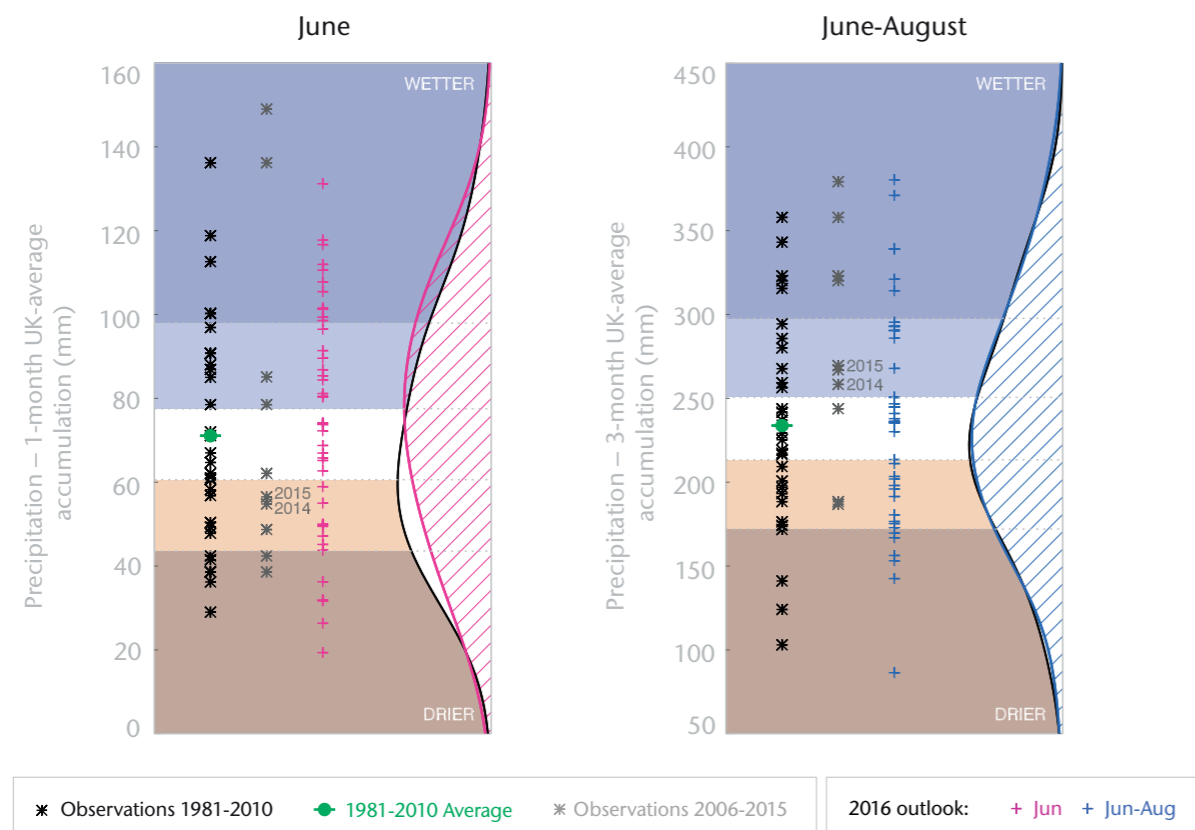 June
Precipitation – 1-month UK-average
accumulation (mm)
160
140
120
100
80
60
40
20
0
WETTER
2015
2014
DRIER
June-August
Precipitation – 3-month UK-average
accumulation (mm)
450
400
350
300
250
200
150
100
50
WETTER
2015
2014
DRIER
Observations 1981-2010
1981-2010 Average
Observations 2006-2015
2016 outlook:
+ Jun
+ Jun-Aug